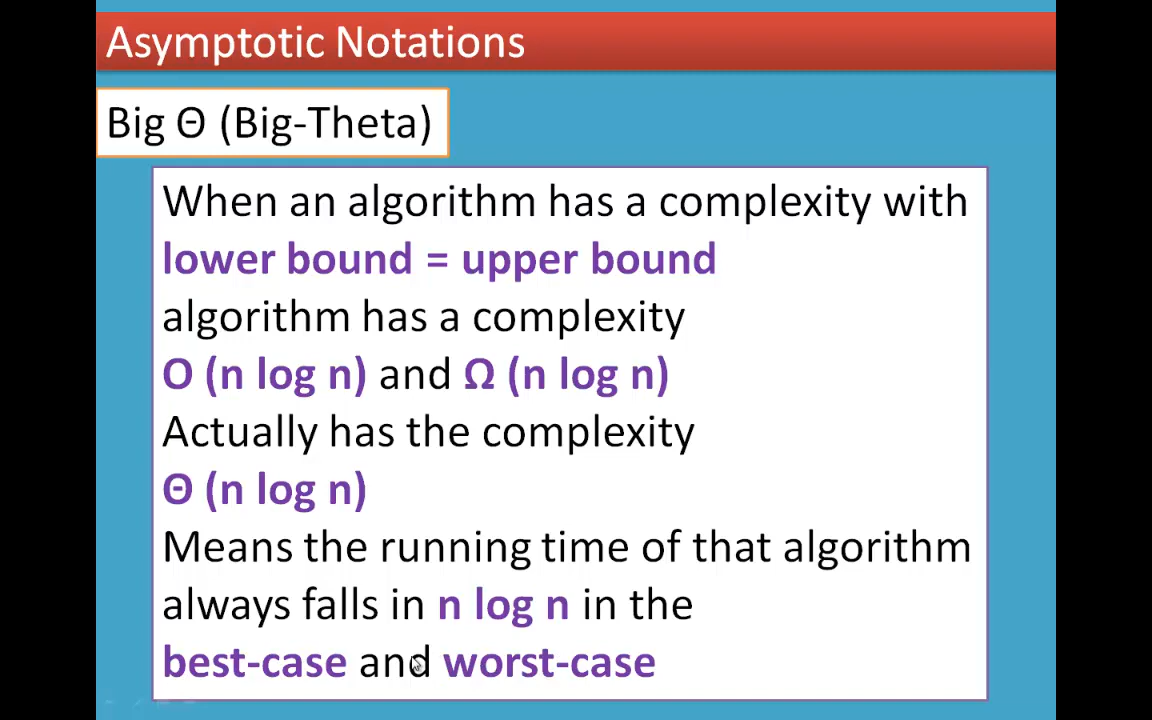 Asymptotic Notations
Big Θ (Big-Theta)
When an algorithm has a complexity with
lower bound = upper bound
algorithm has a complexity
O (n log n) and Ω (n log n)
Actually has the complexity
Θ (n log n)
Means the running time of that algorithm
always falls in n log n in the
best-case and worst-case